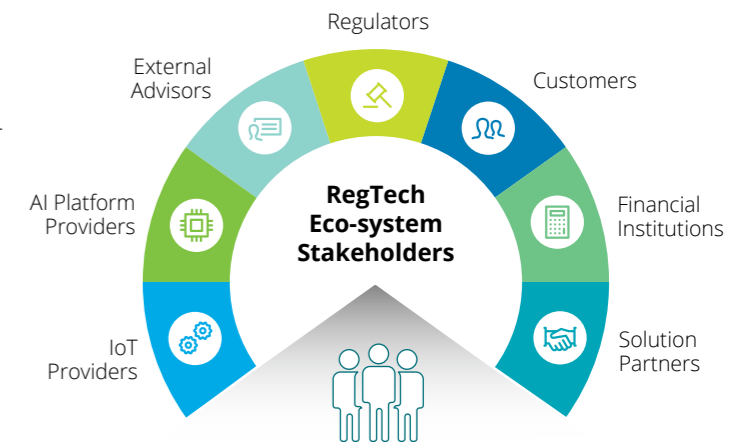 Regulators
External
Advisors
Customers
AI Platform
Providers
RegTech
Eco-system
Stakeholders
Financial
Institutions
IoT
Providers
Solution
Partners